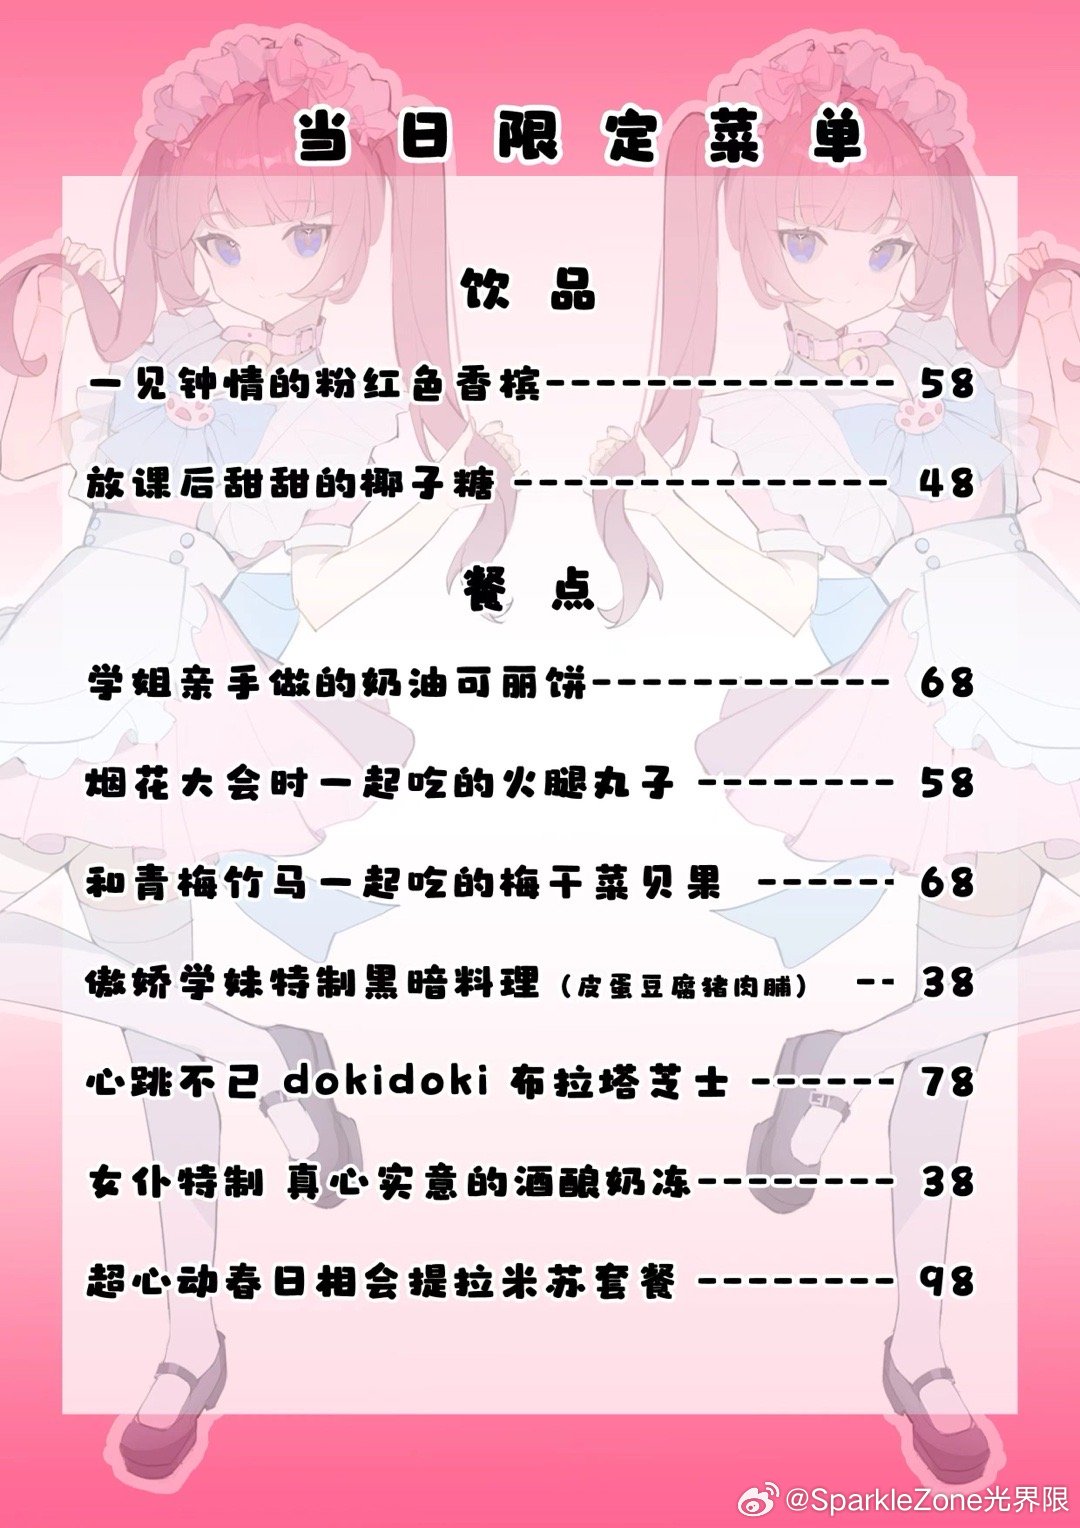 当日限定菜单
饮品
一见钟情的粉红色香槟-------------- 58
放课后甜甜的椰子糖 --------------- 48
餐点
学姐亲手做的奶油可丽饼------------ 68
烟花大会时一起吃的火腿丸子 -------- 58
和青梅竹马一起吃的梅干菜贝果 ------ 68
傲娇学妹特制黑暗料理（皮蛋豆腐猪肉脯） -- 38
心跳不已 dokidoki 布拉塔芝士 ------ 78
女仆特制 真心实意的酒酿奶冻-------- 38
超心动春日相会提拉米苏套餐 -------- 98
@SparkleZone光界限